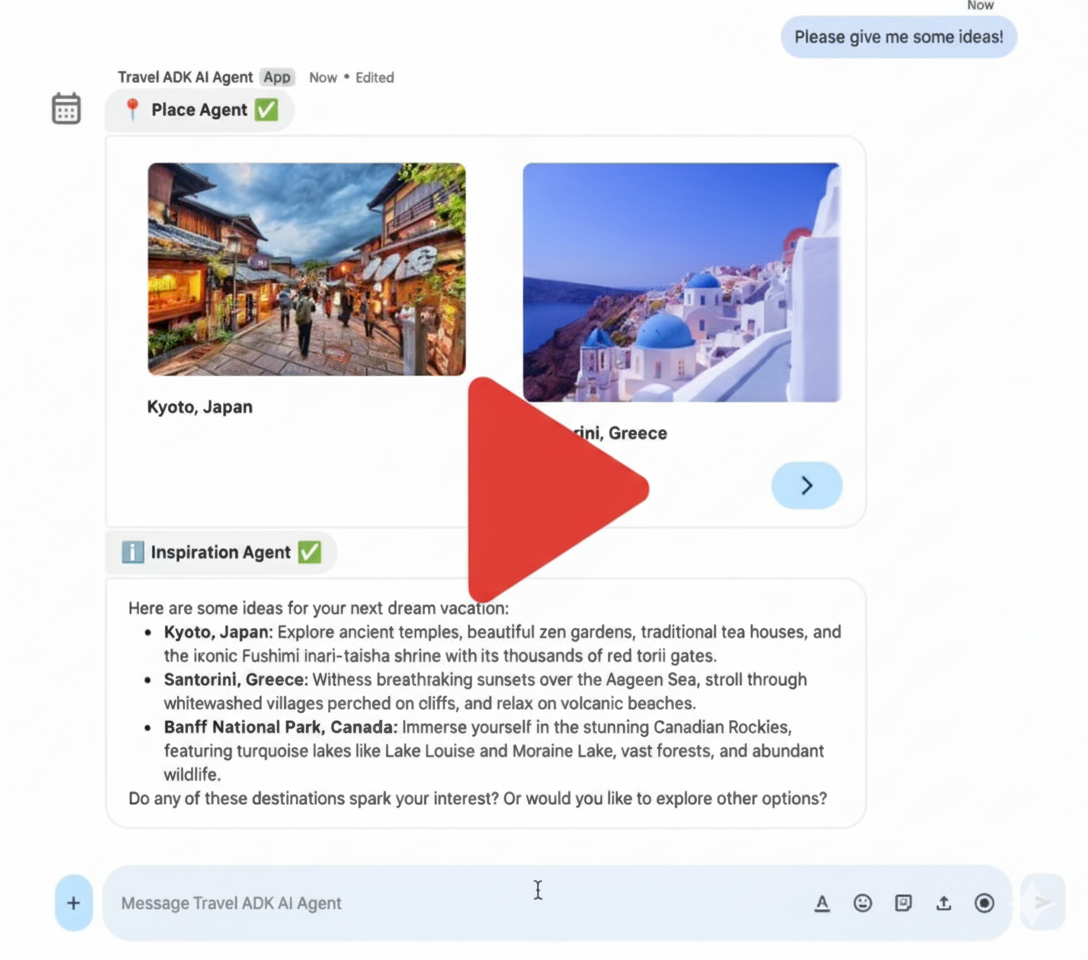 Now
Please give me some ideas!
Travel ADK AI Agent App Now • Edited
📍 Place Agent ✅
Kyoto, Japan
rini, Greece
ℹ️ Inspiration Agent ✅
Here are some ideas for your next dream vacation:
• Kyoto, Japan: Explore ancient temples, beautiful zen gardens, traditional tea houses, and
the iконic Fushimi inari-taisha shrine with its thousands of red torii gates.
• Santorini, Greece: Withess breathtaking sunsets over the Aageen Sea, stroll through
whitewashed villages perched on cliffs, and relax on volcanic beaches.
• Banff National Park, Canada: Immerse yourself in the stunning Canadian Rockies,
featuring turquoise lakes like Lake Louise and Moraine Lake, vast forests, and abundant
wildlife.
Do any of these destinations spark your interest? Or would you like to explore other options?
+
Message Travel ADK AI Agent
A